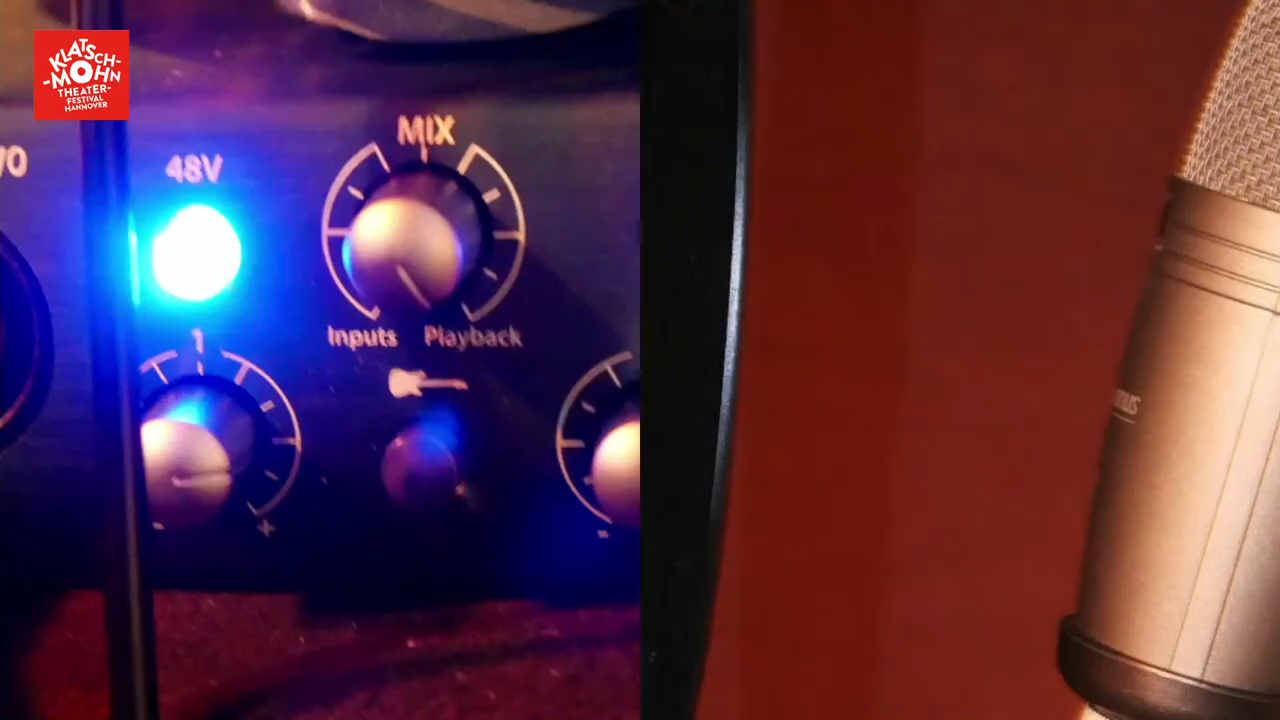 KLATSCH-
-MOHN
THEATER-
FESTIVAL
HANNOVER
48V
MIX
Inputs Playback
1
+
-